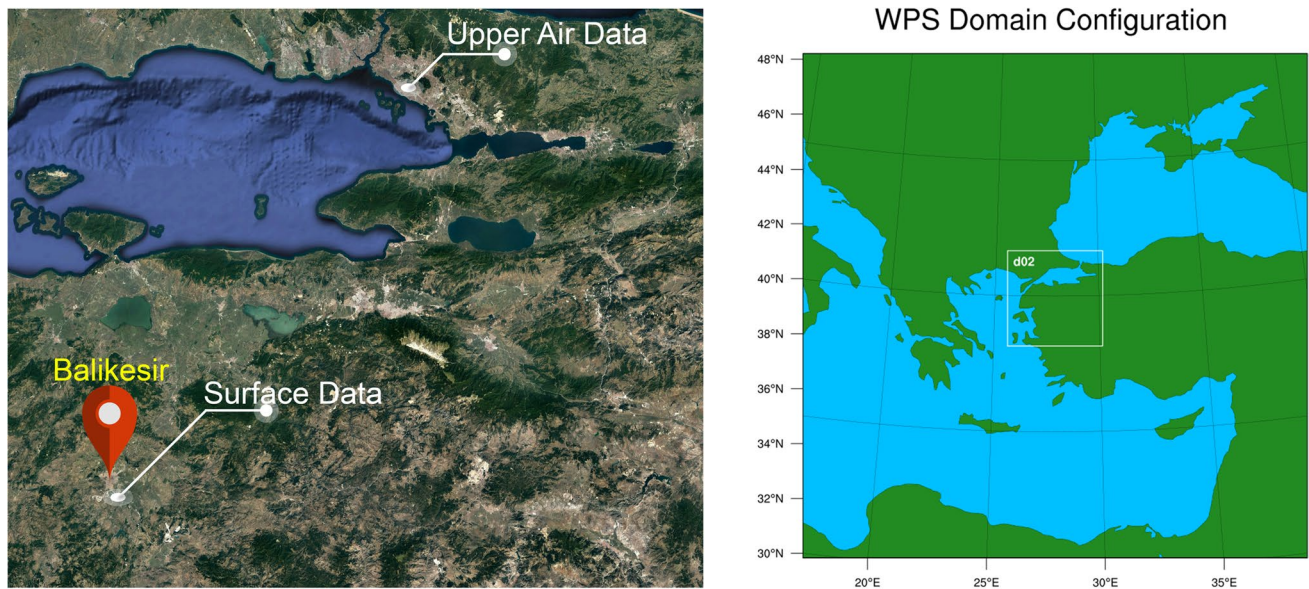 Upper Air Data
Balikesir
Surface Data
WPS Domain Configuration
48°N
46°N
44°N
42°N
40°N
38°N
36°N
34°N
32°N
30°N
d02
20°E
25°E
30°E
35°E